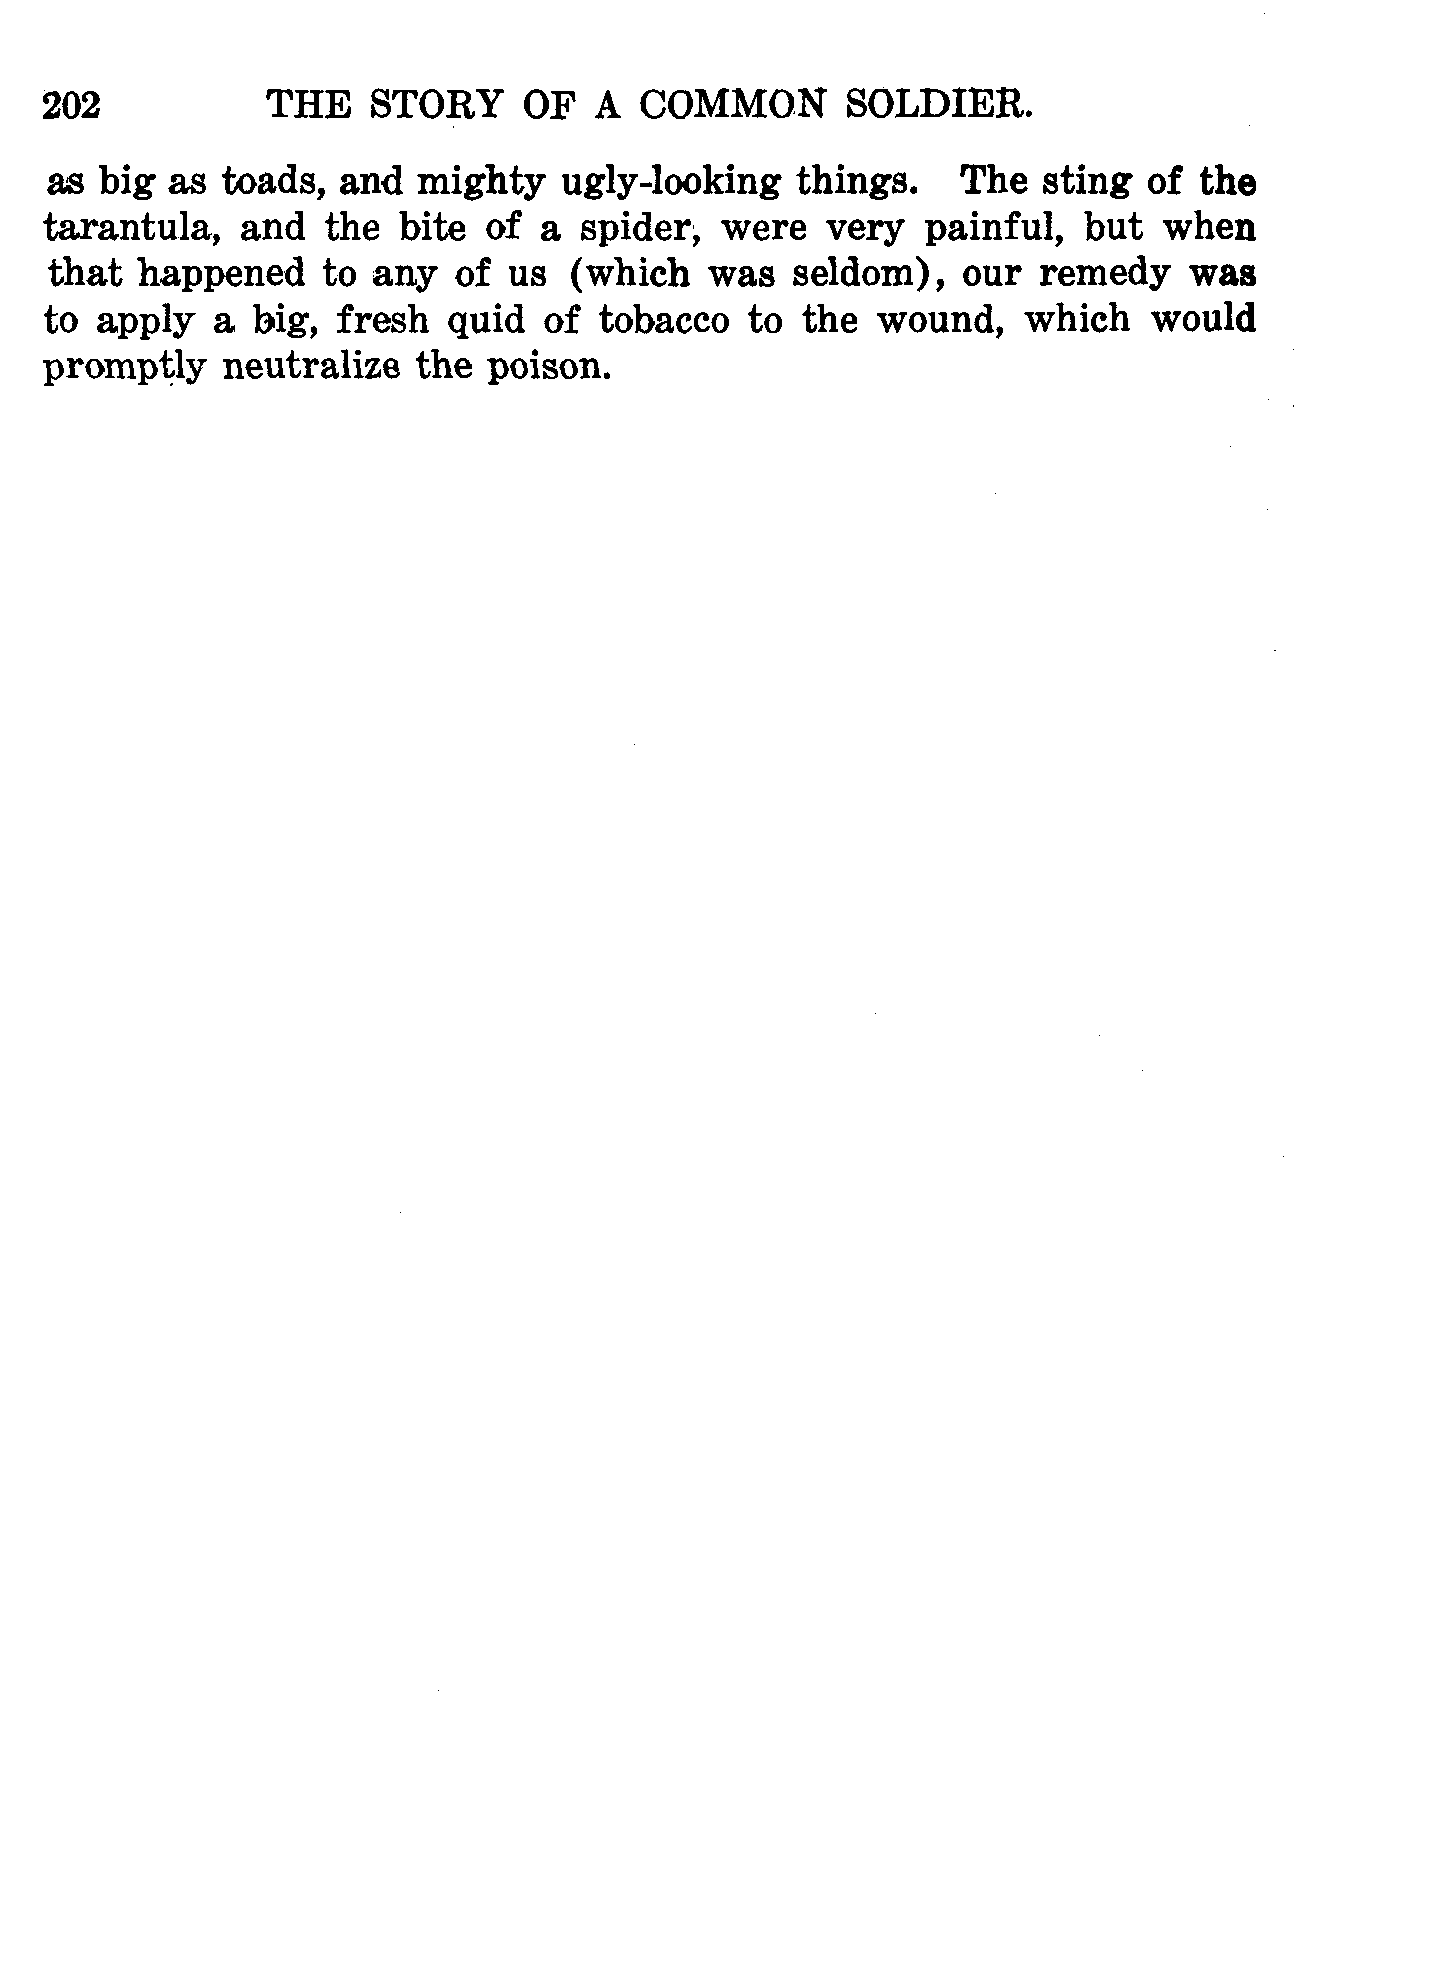 202 THE STORY OF A COMMON SOLDIER.
as big as toads, and mighty ugly-looking things. The sting of the
tarantula, and the bite of a spider, were very painful, but when
that happened to any of us (which was seldom), our remedy was
to apply a big, fresh quid of tobacco to the wound, which would
promptly neutralize the poison.